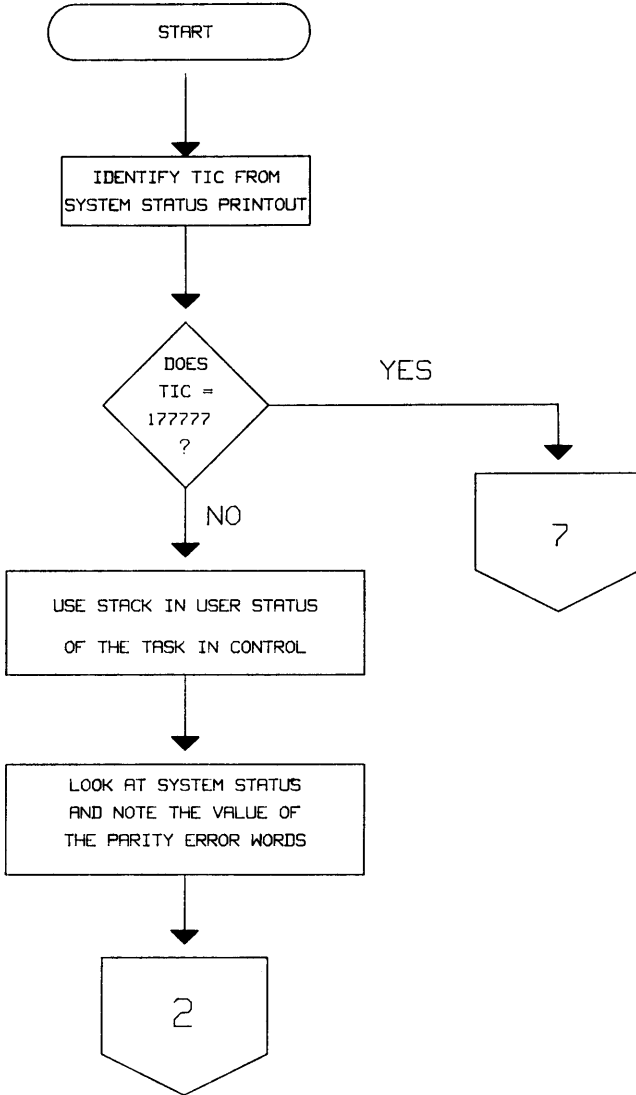 START
IDENTIFY TIC FROM
SYSTEM STATUS PRINTOUT
DOES
TIC =
177777
?
YES
7
NO
USE STACK IN USER STATUS
OF THE TASK IN CONTROL
LOOK AT SYSTEM STATUS
AND NOTE THE VALUE OF
THE PARITY ERROR WORDS
2